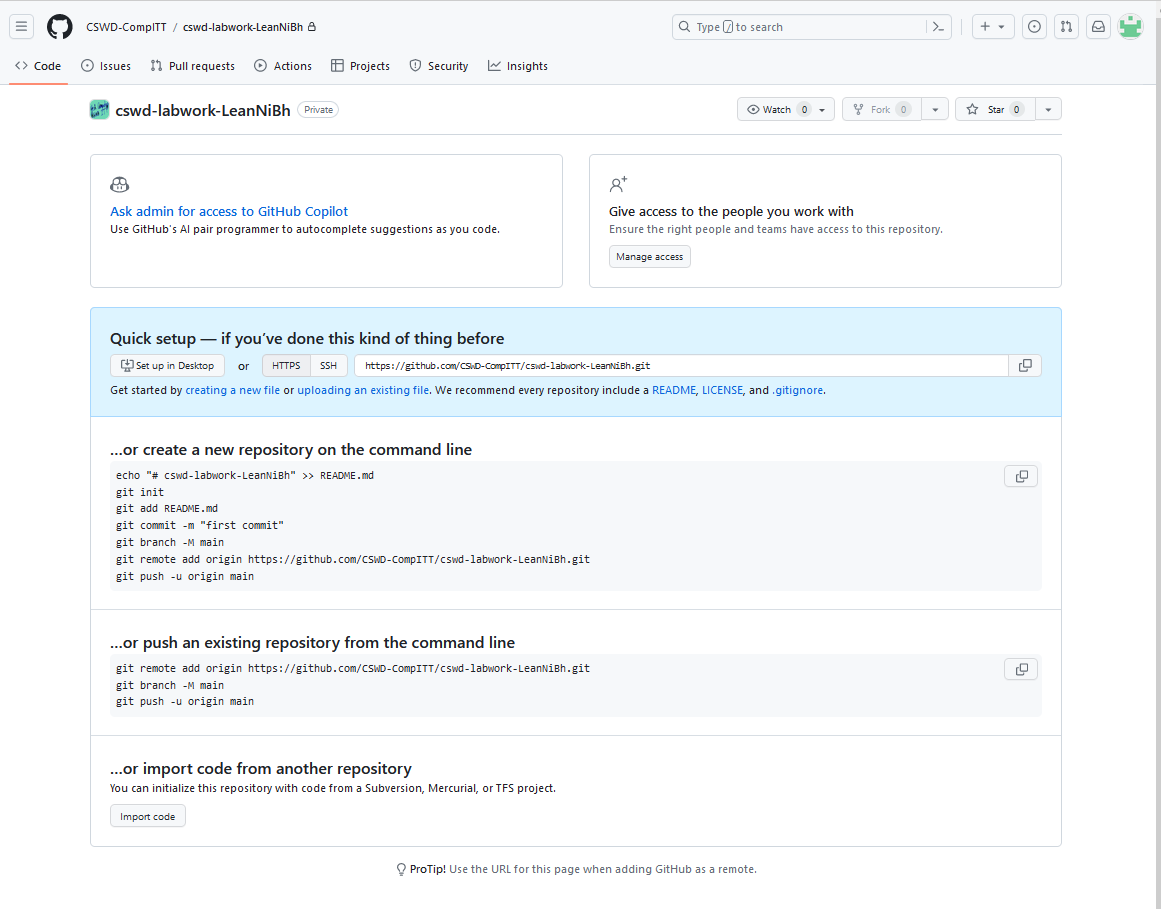 CSWD-CompITT / cswd-labwork-LeanNiBh
Type / to search
Code Issues Pull requests Actions Projects Security Insights
cswd-labwork-LeanNiBh Private
Watch 0 Fork 0 Star 0
Ask admin for access to GitHub Copilot
Use GitHub's AI pair programmer to autocomplete suggestions as you code.
Give access to the people you work with
Ensure the right people and teams have access to this repository.
Manage access
Quick setup — if you've done this kind of thing before
Set up in Desktop or HTTPS SSH https://github.com/CSWD-CompITT/cswd-labwork-LeanNiBh.git
Get started by creating a new file or uploading an existing file. We recommend every repository include a README, LICENSE, and .gitignore.
…or create a new repository on the command line
echo "# cswd-labwork-LeanNiBh" >> README.md
git init
git add README.md
git commit -m "first commit"
git branch -M main
git remote add origin https://github.com/CSWD-CompITT/cswd-labwork-LeanNiBh.git
git push -u origin main
…or push an existing repository from the command line
git remote add origin https://github.com/CSWD-CompITT/cswd-labwork-LeanNiBh.git
git branch -M main
git push -u origin main
…or import code from another repository
You can initialize this repository with code from a Subversion, Mercurial, or TFS project.
Import code
ProTip! Use the URL for this page when adding GitHub as a remote.